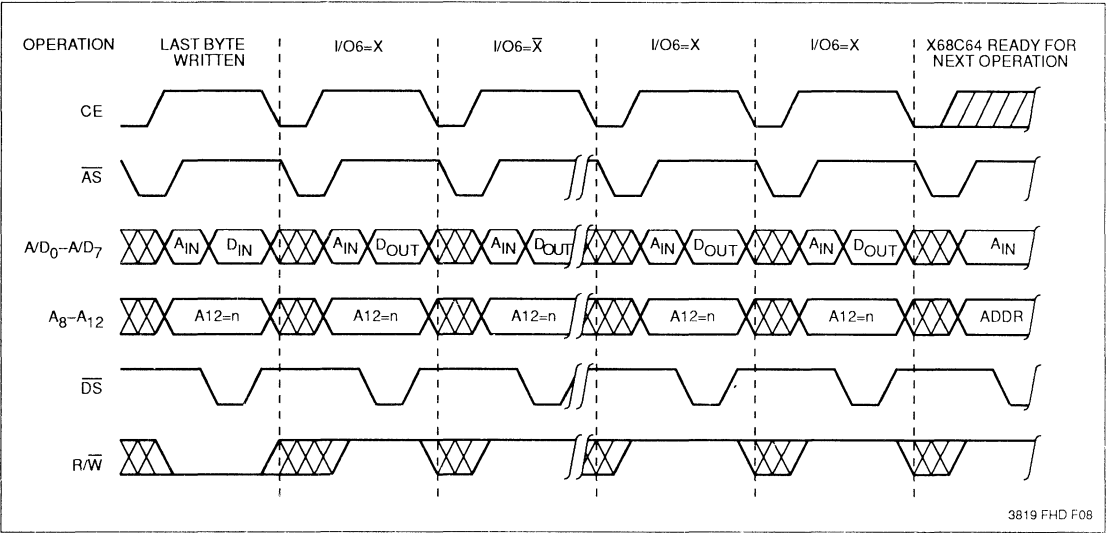 OPERATION LAST BYTE WRITTEN I/O6=X I/O6=X̅ I/O6=X I/O6=X X68C64 READY FOR NEXT OPERATION
CE
A̅S̅
A/D0–A/D7 AIN DIN AIN DOUT AIN DOUT AIN DOUT AIN DOUT AIN
A8–A12 A12=n A12=n A12=n A12=n A12=n ADDR
D̅S̅
R/W̅
3819 FHD F08